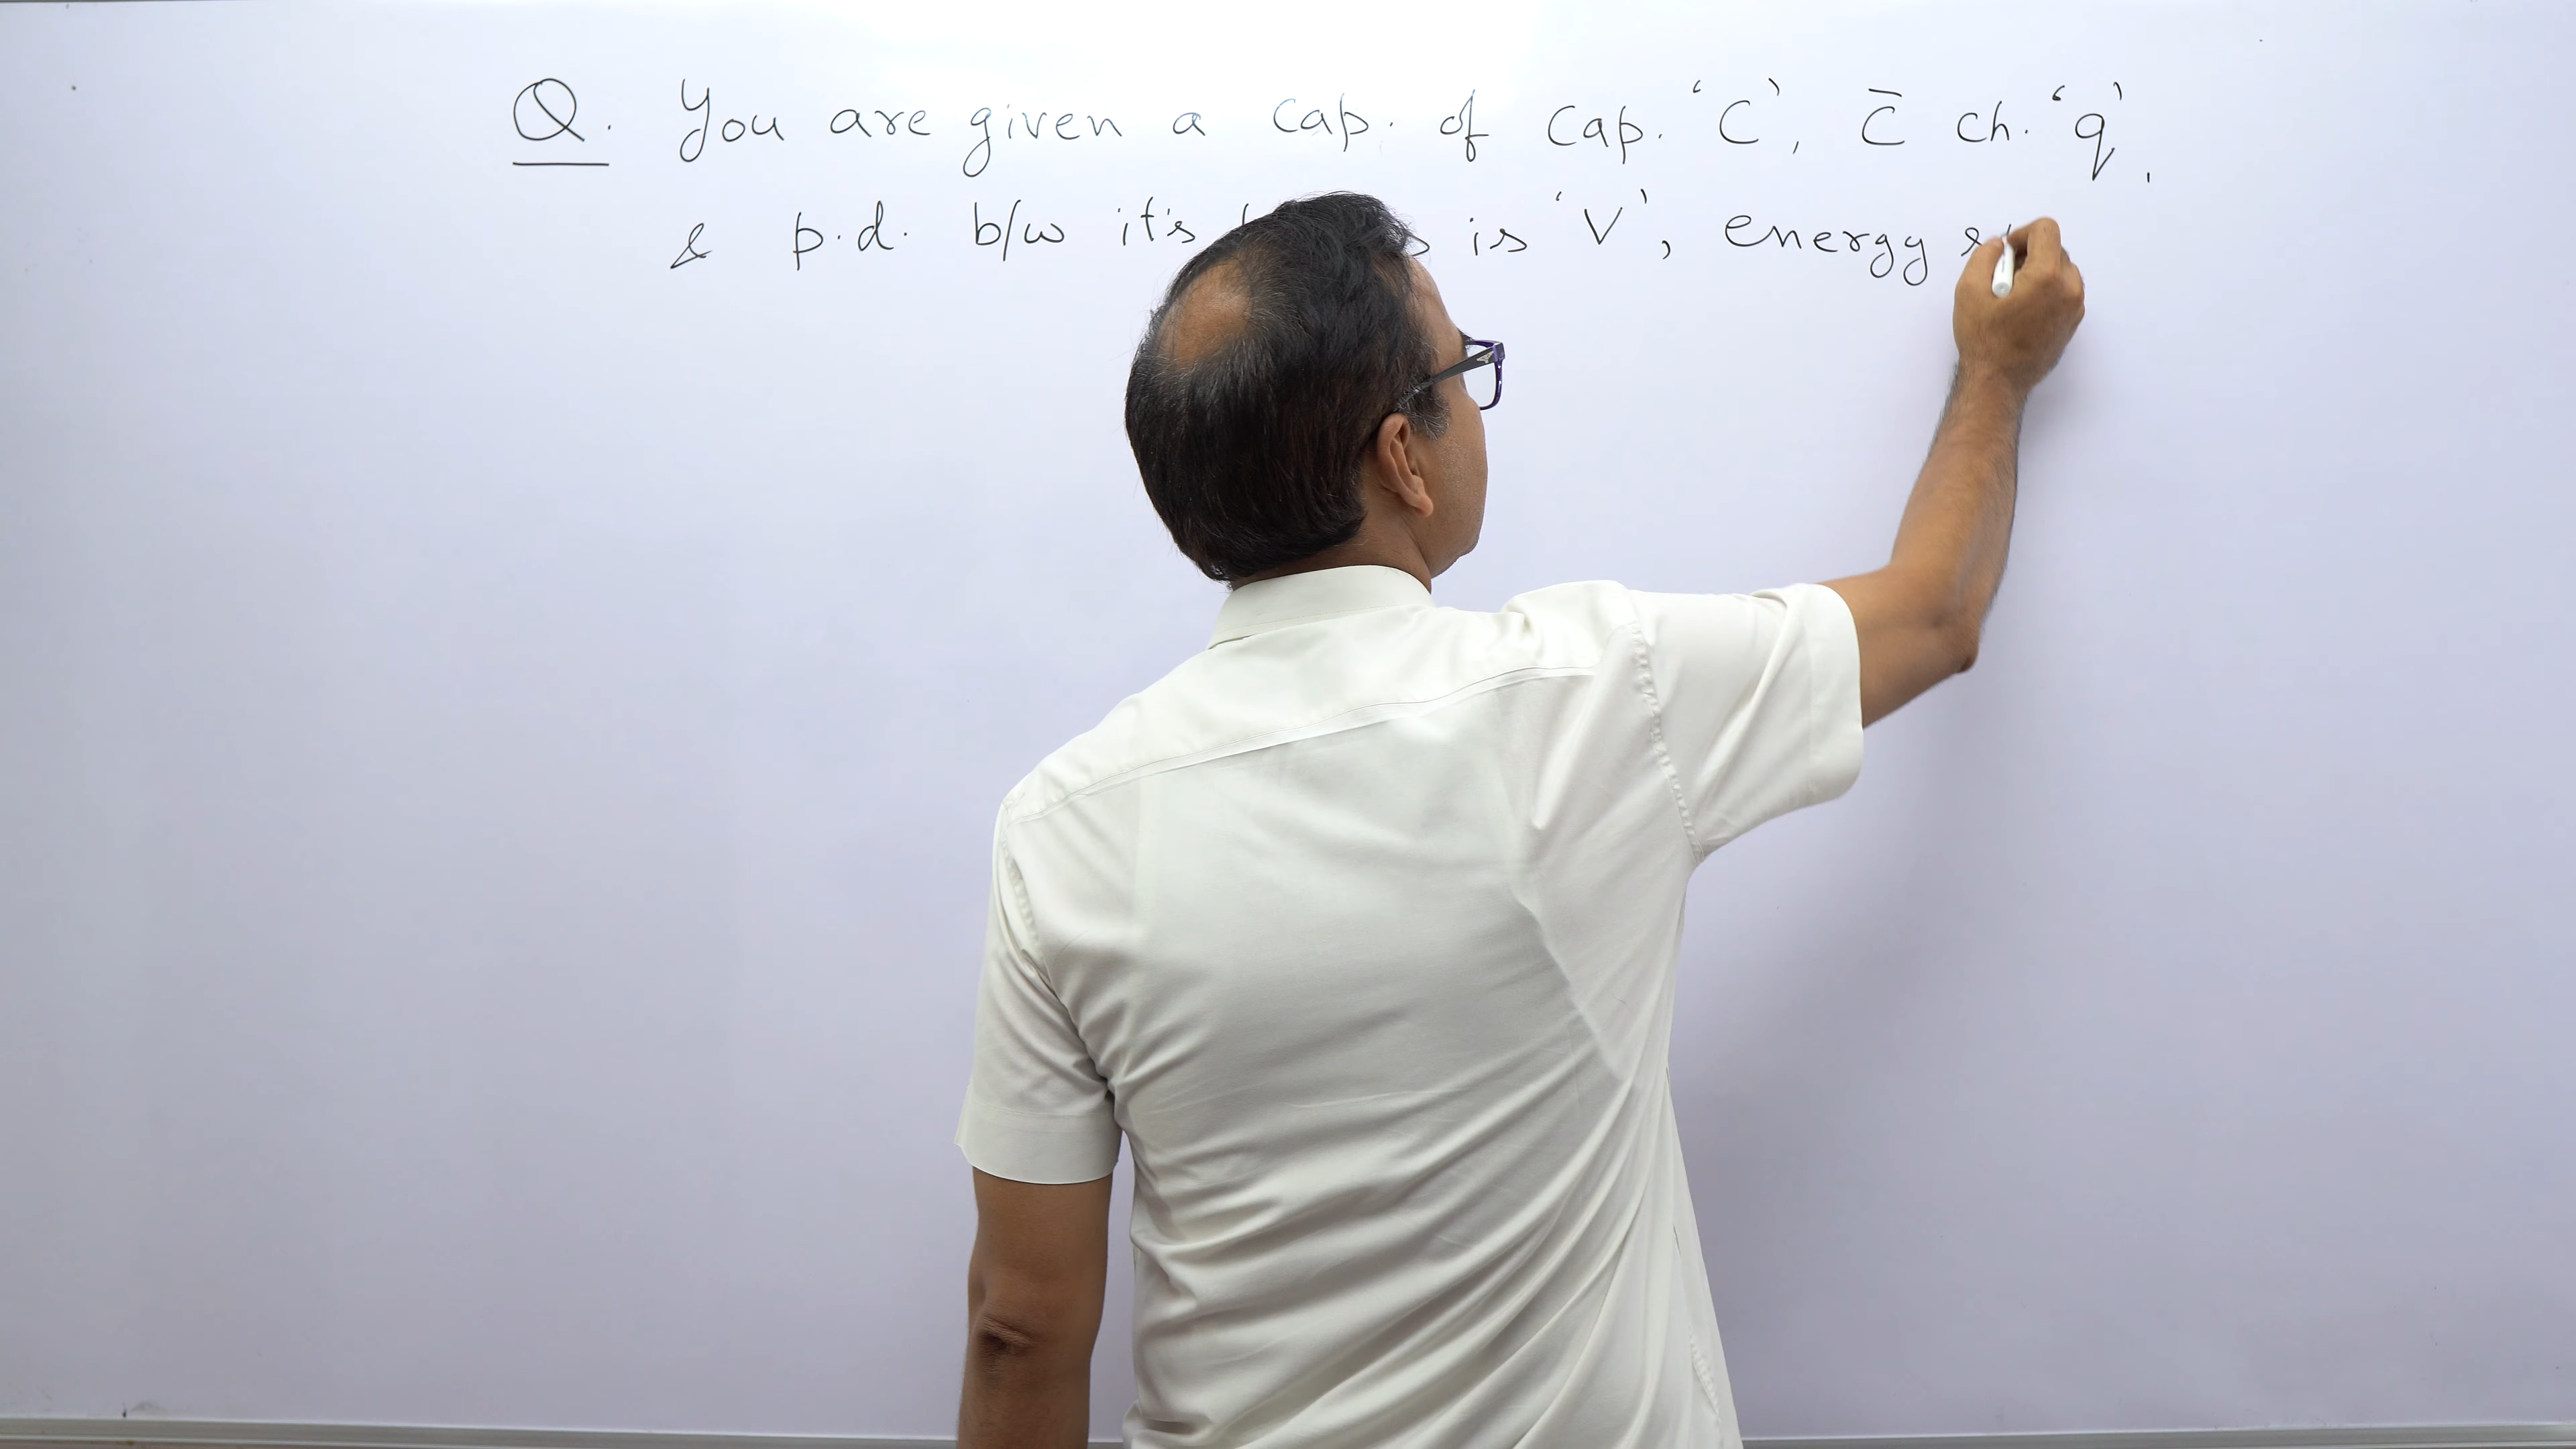 Q. You are given a cap. of cap. 'C', c̄ ch. 'q',
& p.d. b/w it's is 'V', energy